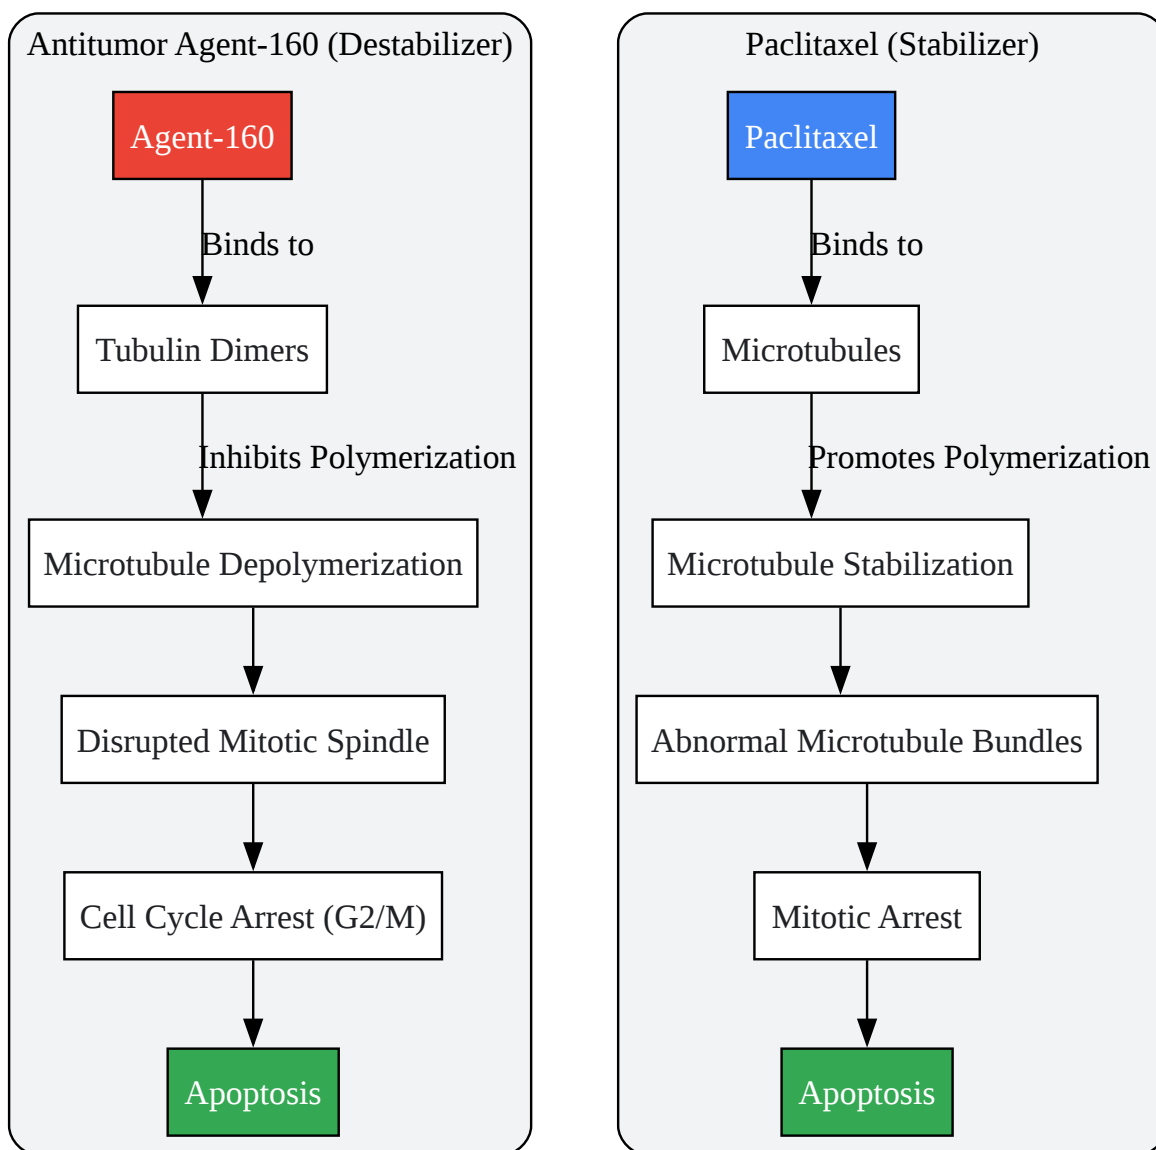 Antitumor Agent-160 (Destabilizer)
Agent-160
Binds to
Tubulin Dimers
Inhibits Polymerization
Microtubule Depolymerization
Disrupted Mitotic Spindle
Cell Cycle Arrest (G2/M)
Apoptosis
Paclitaxel (Stabilizer)
Paclitaxel
Binds to
Microtubules
Promotes Polymerization
Microtubule Stabilization
Abnormal Microtubule Bundles
Mitotic Arrest
Apoptosis